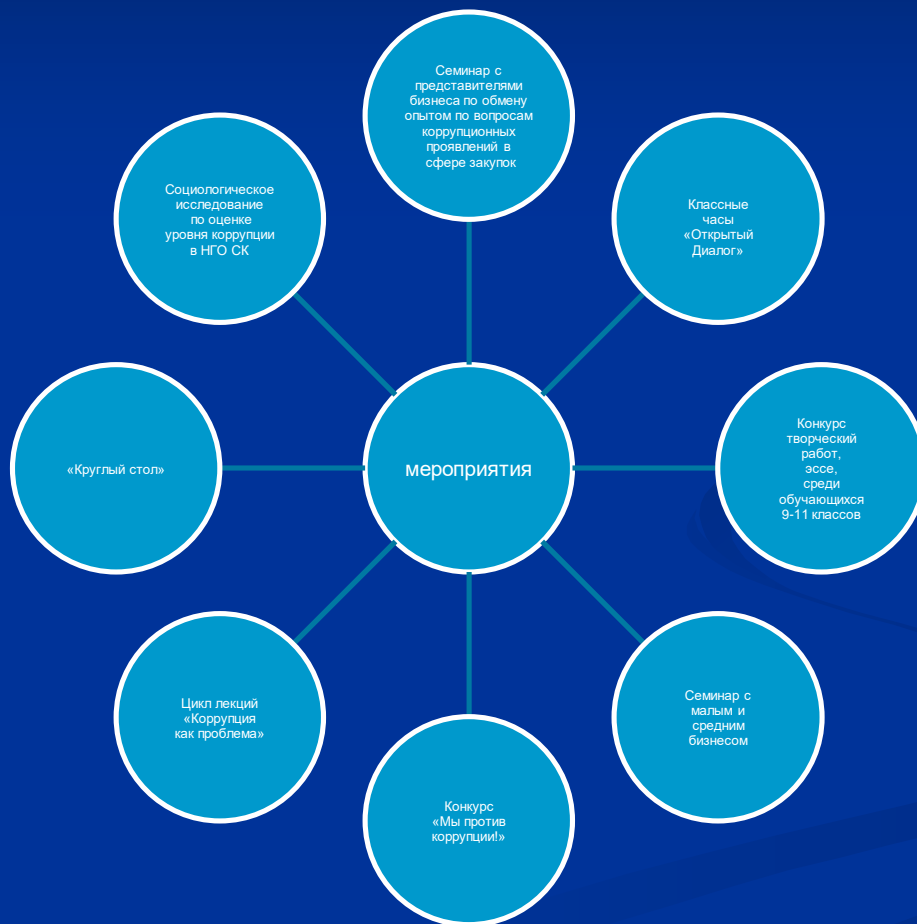 Семинар с
представителями
бизнеса по обмену
опытом по вопросам
коррупционных
проявлений в
сфере закупок
Социологическое
исследование
по оценке
уровня коррупции
в НГО СК
Классные
часы
«Открытый
Диалог»
«Круглый стол»
мероприятия
Конкурс
творческий
работ,
эссе,
среди
обучающихся
9-11 классов
Цикл лекций
«Коррупция
как проблема»
Семинар с
малым и
средним
бизнесом
Конкурс
«Мы против
коррупции!»